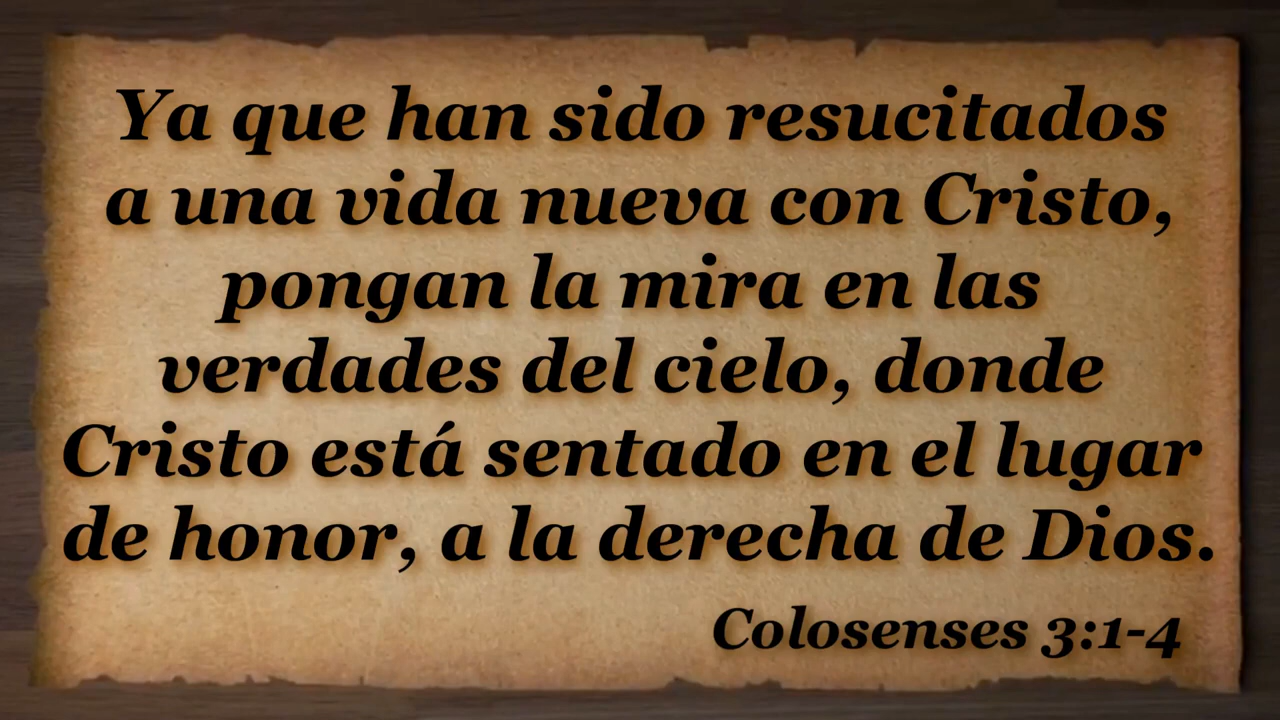 Ya que han sido resucitados
a una vida nueva con Cristo,
pongan la mira en las
verdades del cielo, donde
Cristo está sentado en el lugar
de honor, a la derecha de Dios.
Colosenses 3:1-4